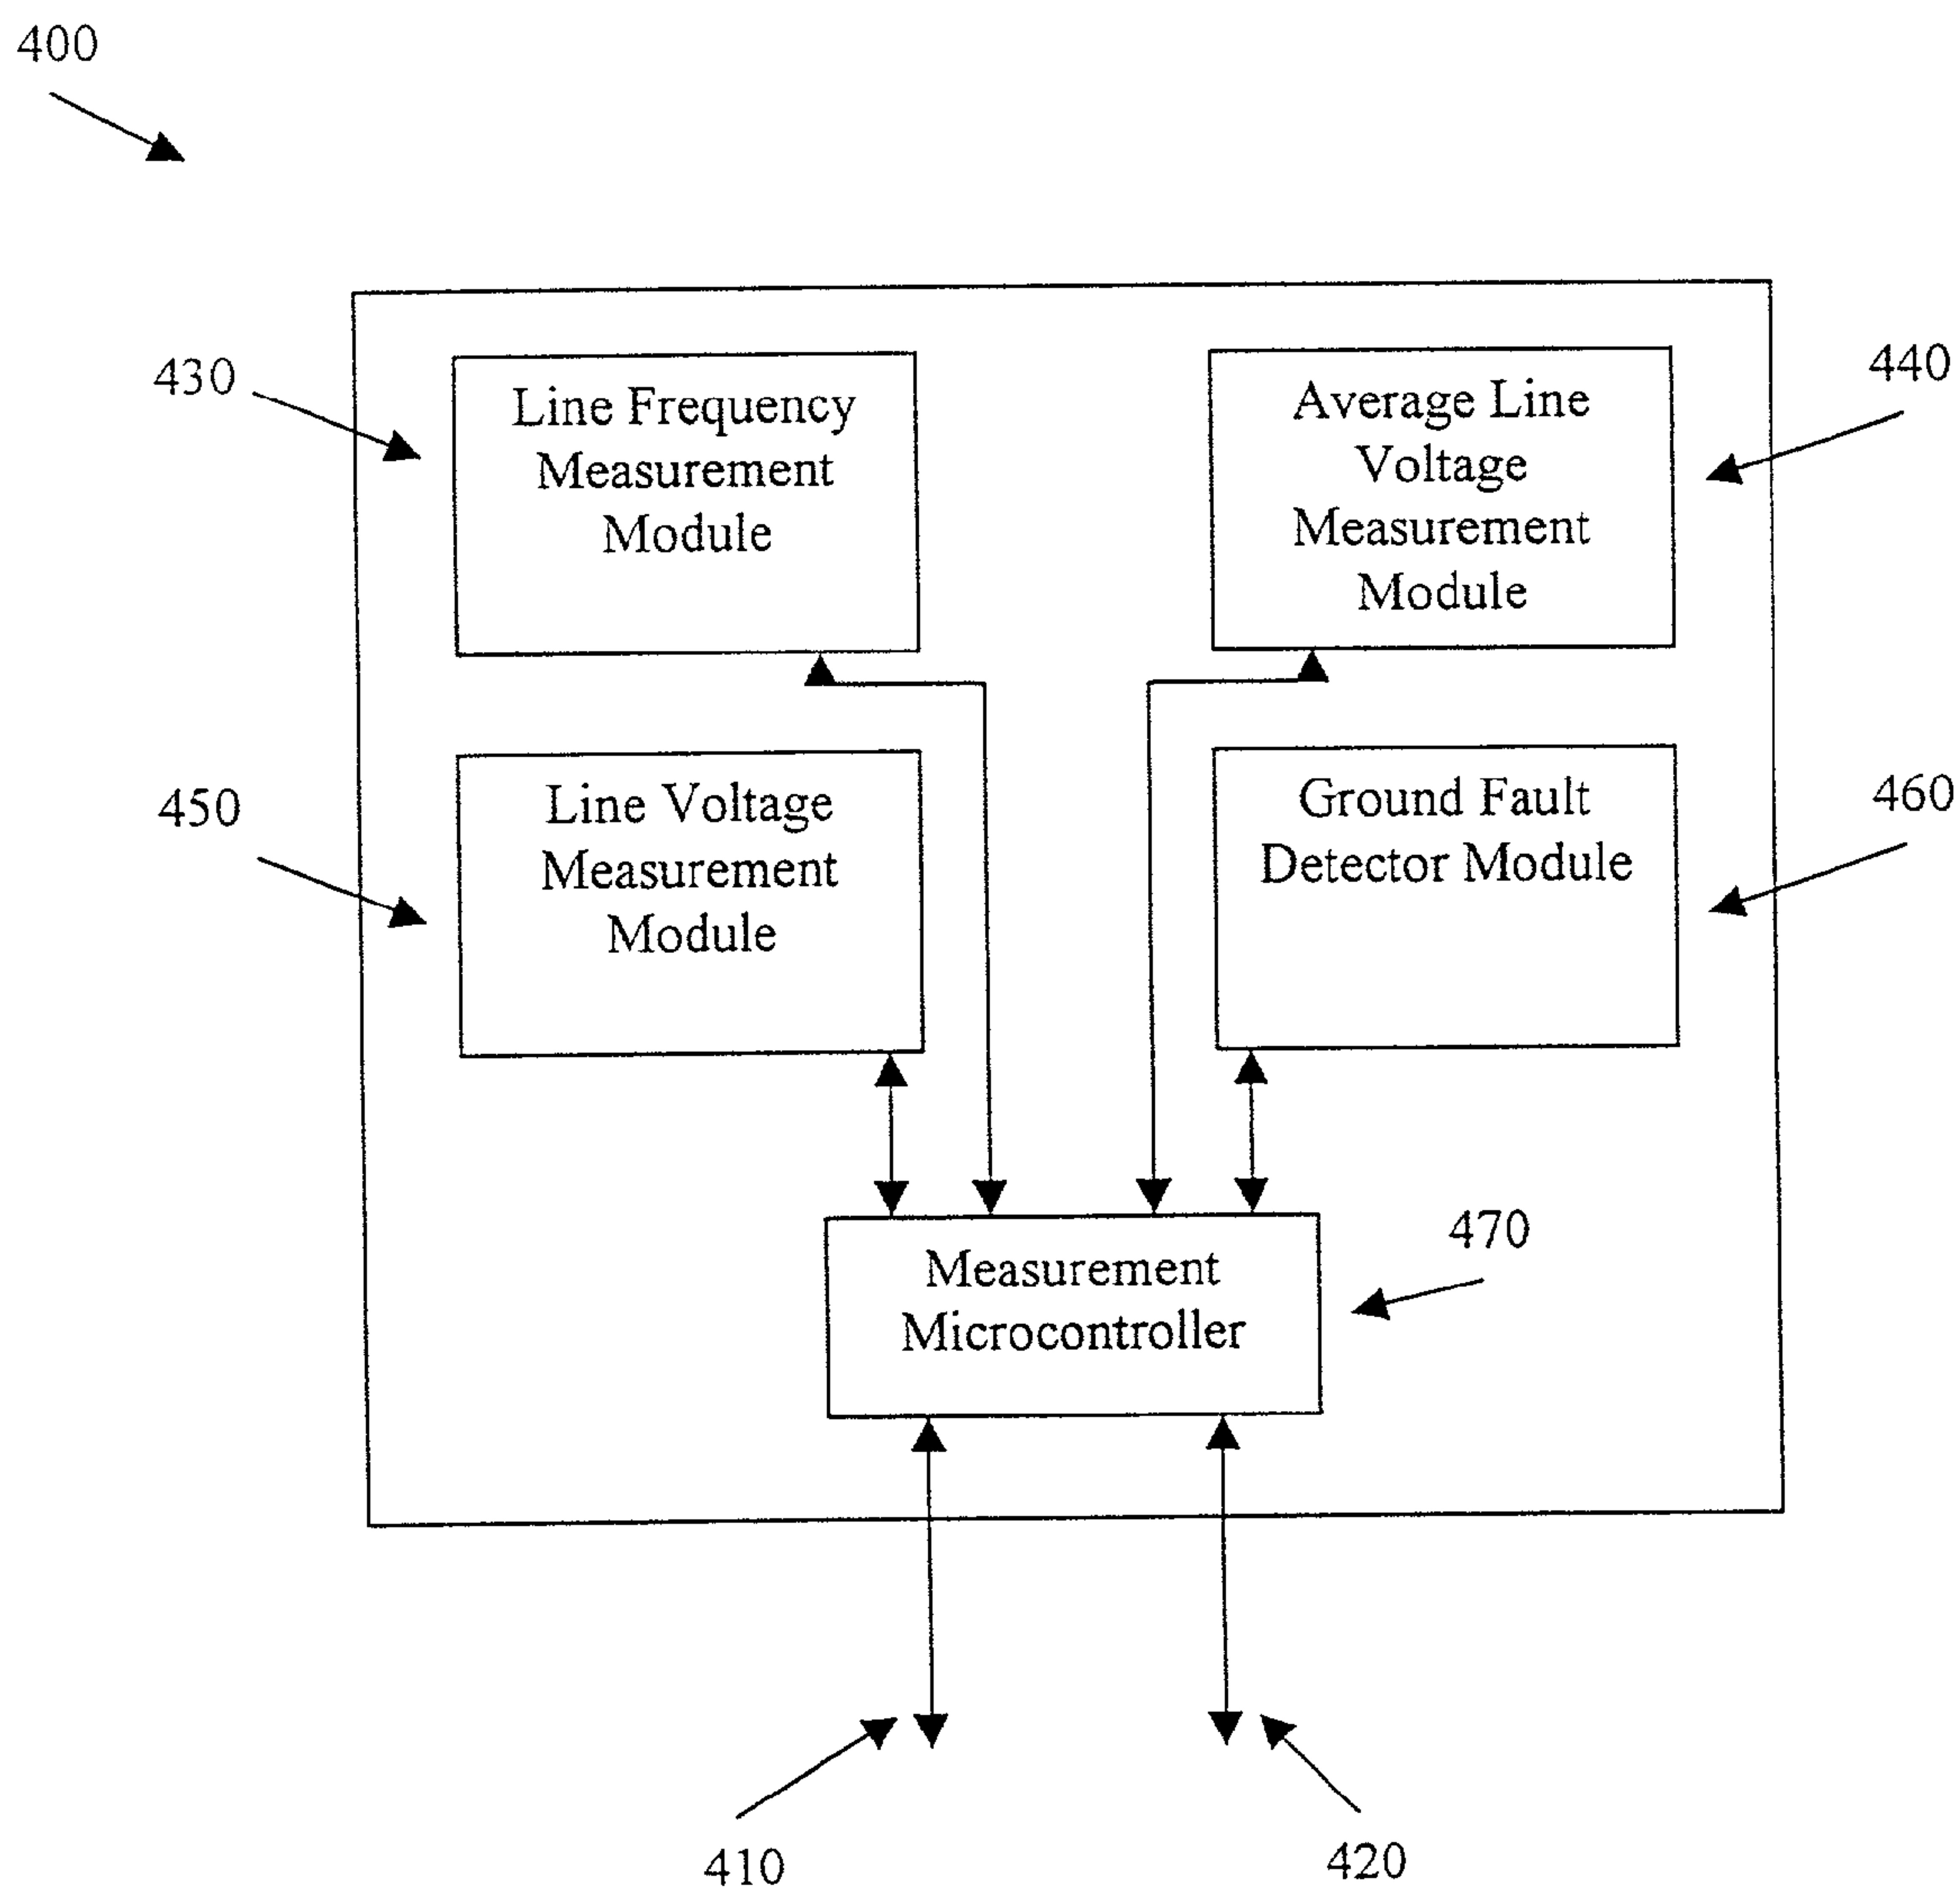 400
430
Line Frequency
Measurement
Module
Average Line
Voltage
Measurement
Module
440
450
Line Voltage
Measurement
Module
Ground Fault
Detector Module
460
Measurement
Microcontroller
470
410
420